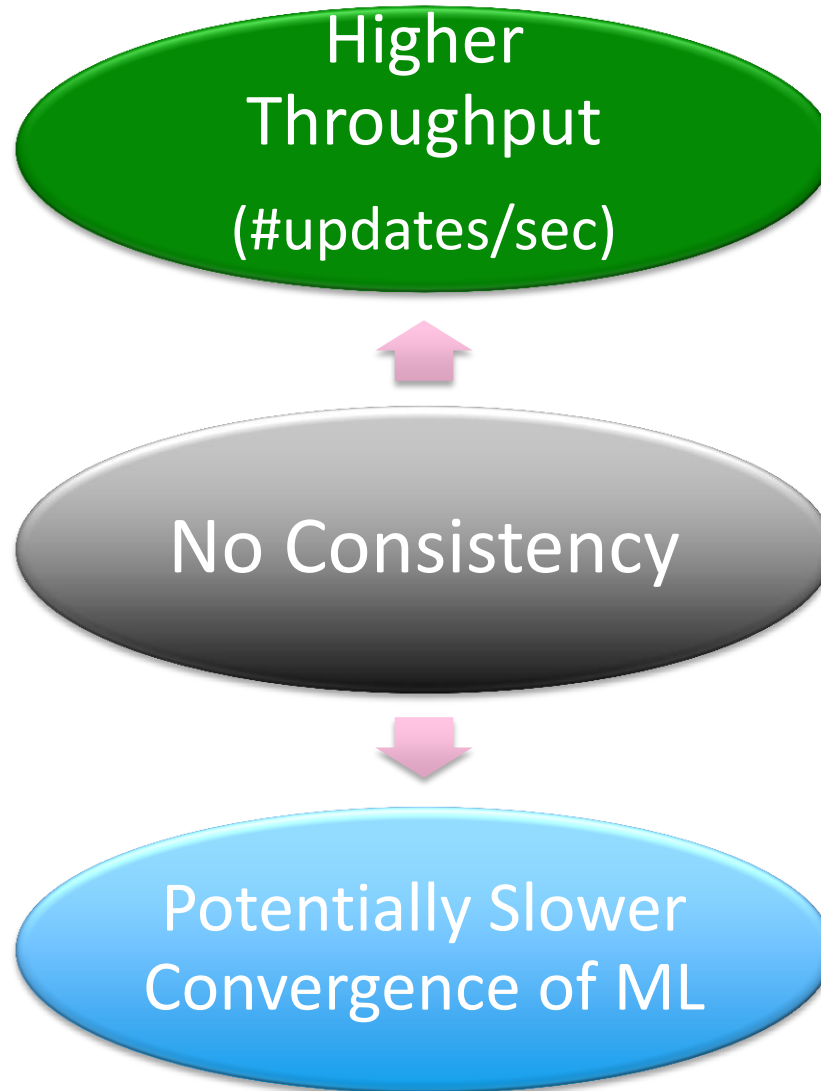 Higher
Throughput
(#updates/sec)
No Consistency
Potentially Slower
Convergence of ML